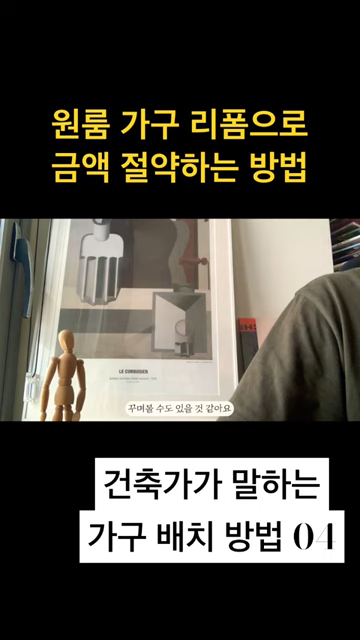 원룸 가구 리폼으로
금액 절약하는 방법
LE CORBUSIER
꾸며볼 수도 있을 것 같아요
건축가가 말하는
가구 배치 방법 04